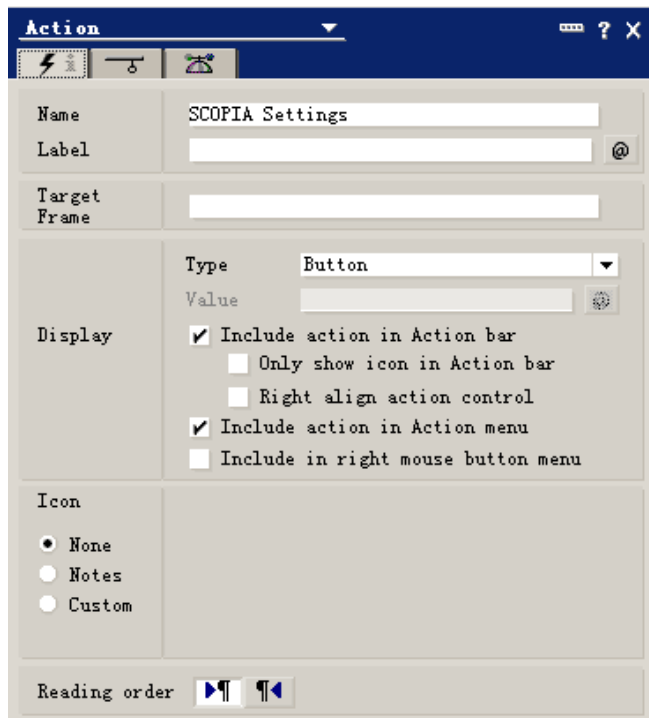 Action
? X
Name SCOPIA Settings
Label @
Target
Frame
Type Button
Value @
Display
Include action in Action bar
Only show icon in Action bar
Right align action control
Include action in Action menu
Include in right mouse button menu
Icon
None
Notes
Custom
Reading order ¶ ¶